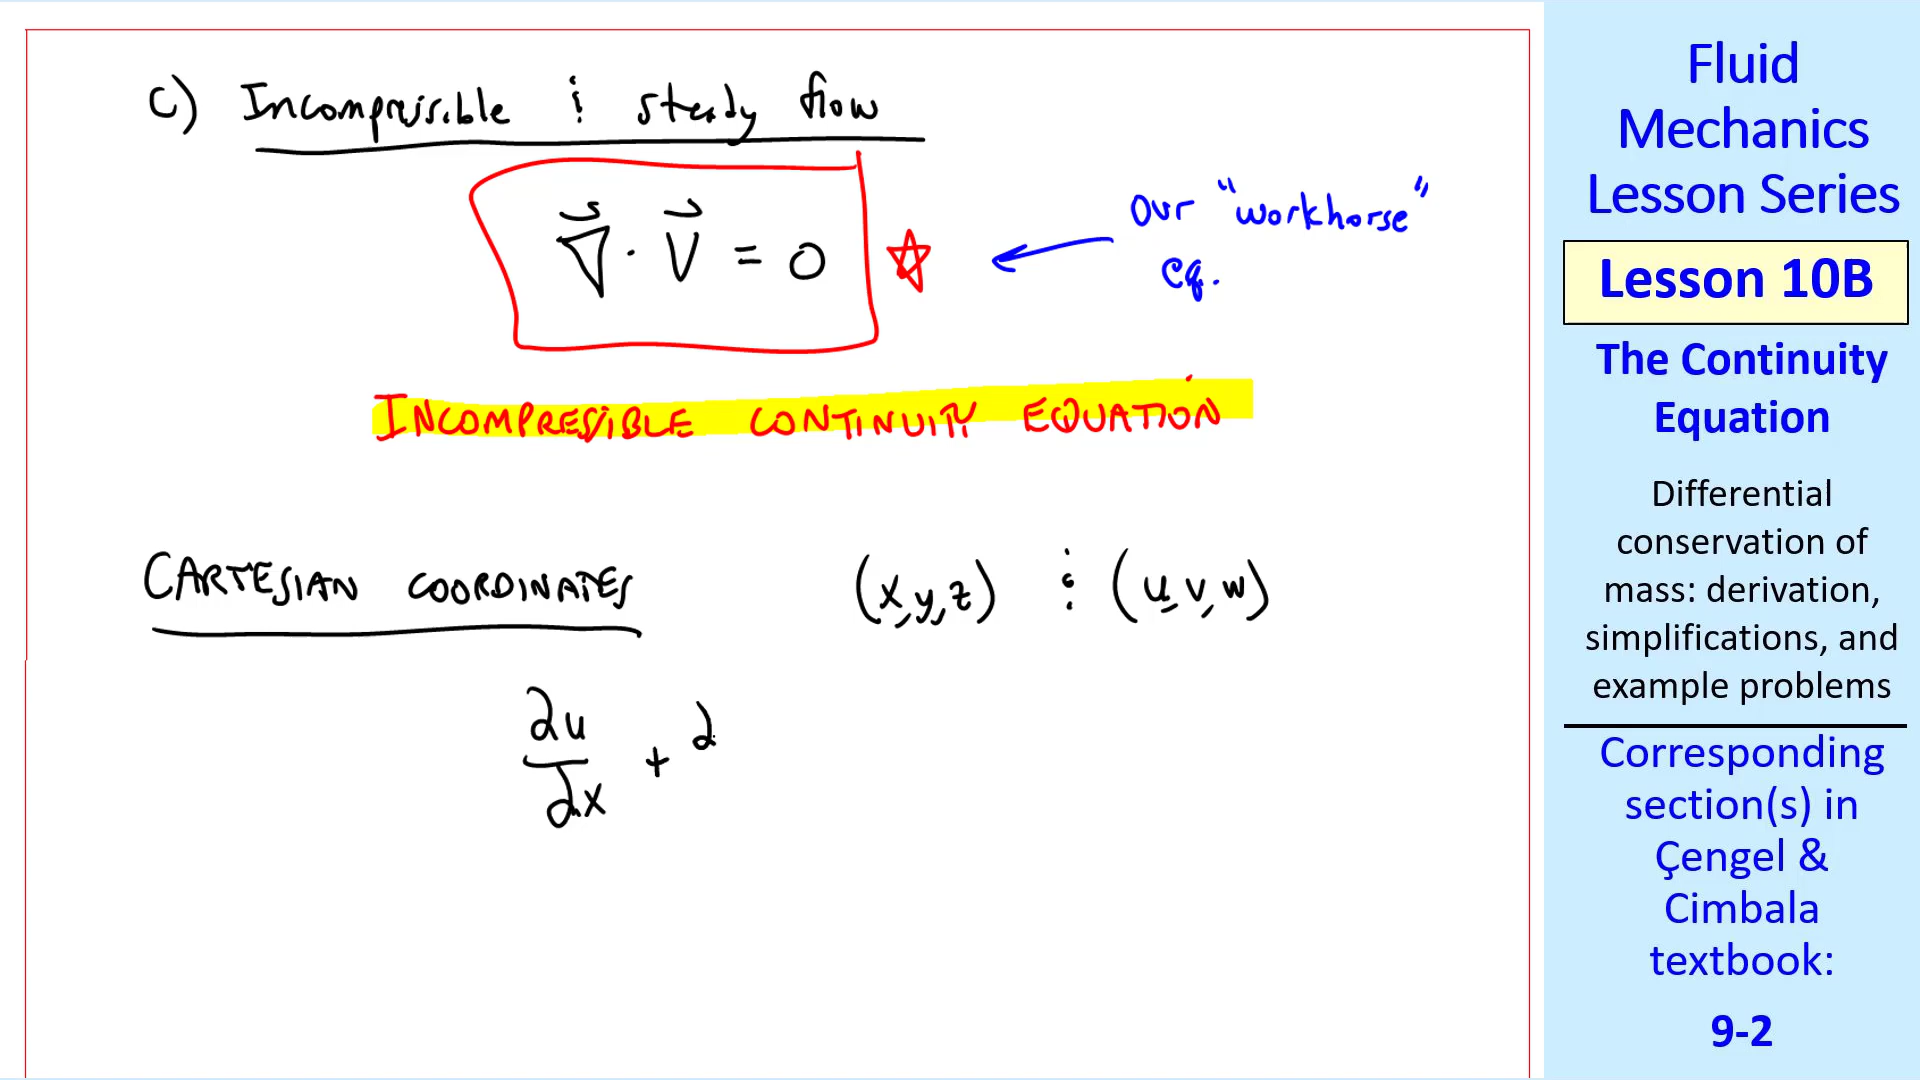 C) Incompressible & steady flow
∇⃗ · V⃗ = 0
Our "workhorse"
eq.
INCOMPRESSIBLE CONTINUITY EQUATION
CARTESIAN COORDINATES (x,y,z) & (u,v,w)
∂u/∂x + ∂
Fluid
Mechanics
Lesson Series
Lesson 10B
The Continuity
Equation
Differential
conservation of
mass: derivation,
simplifications, and
example problems
Corresponding
section(s) in
Çengel &
Cimbala
textbook:
9-2